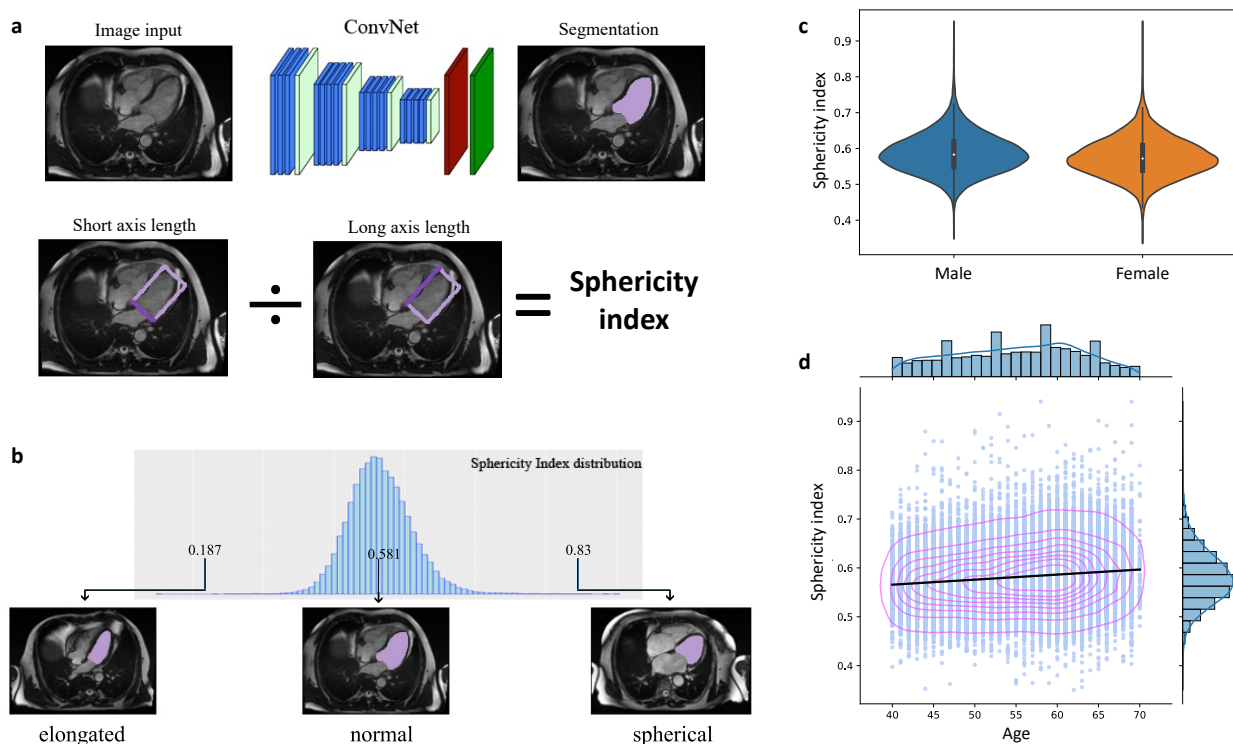 a
Image input
ConvNet
Segmentation
Short axis length
Long axis length
÷
=
Sphericity
index
b
Sphericity Index distribution
0.187
0.581
0.83
elongated
normal
spherical
c
Sphericity index
0.9
0.8
0.7
0.6
0.5
0.4
Male
Female
d
Sphericity index
0.9
0.8
0.7
0.6
0.5
0.4
40
45
50
55
60
65
70
Age